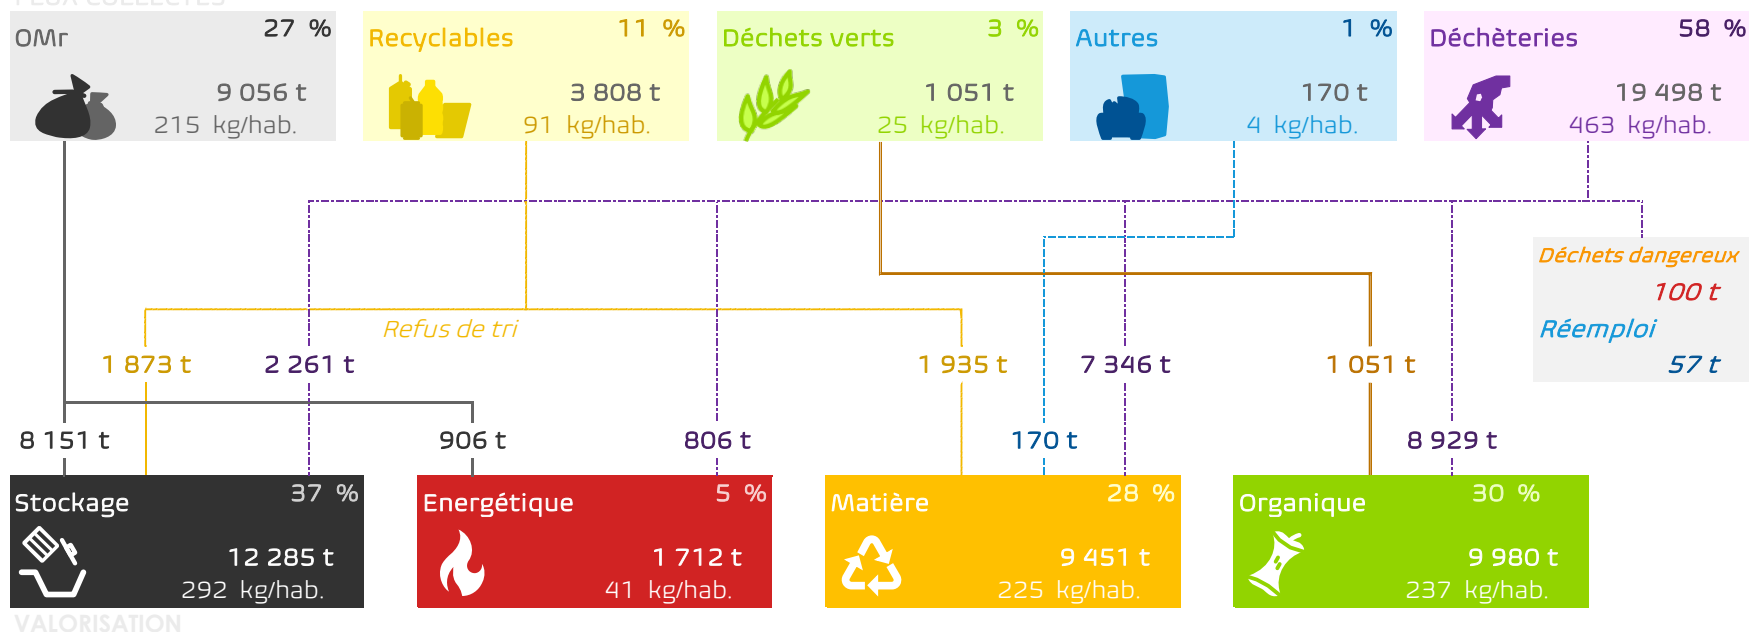 FLUX COLLECTÉS
OMr 27 %
9 056 t
215 kg/hab.
Recyclables 11 %
3 808 t
91 kg/hab.
Déchets verts 3 %
1 051 t
25 kg/hab.
Autres 1 %
170 t
4 kg/hab.
Déchèteries 58 %
19 498 t
463 kg/hab.
Déchets dangereux
100 t
Réemploi
57 t
Refus de tri
1 873 t
2 261 t
1 935 t
7 346 t
1 051 t
8 151 t
906 t
806 t
170 t
8 929 t
Stockage 37 %
12 285 t
292 kg/hab.
Energétique 5 %
1 712 t
41 kg/hab.
Matière 28 %
9 451 t
225 kg/hab.
Organique 30 %
9 980 t
237 kg/hab.
VALORISATION